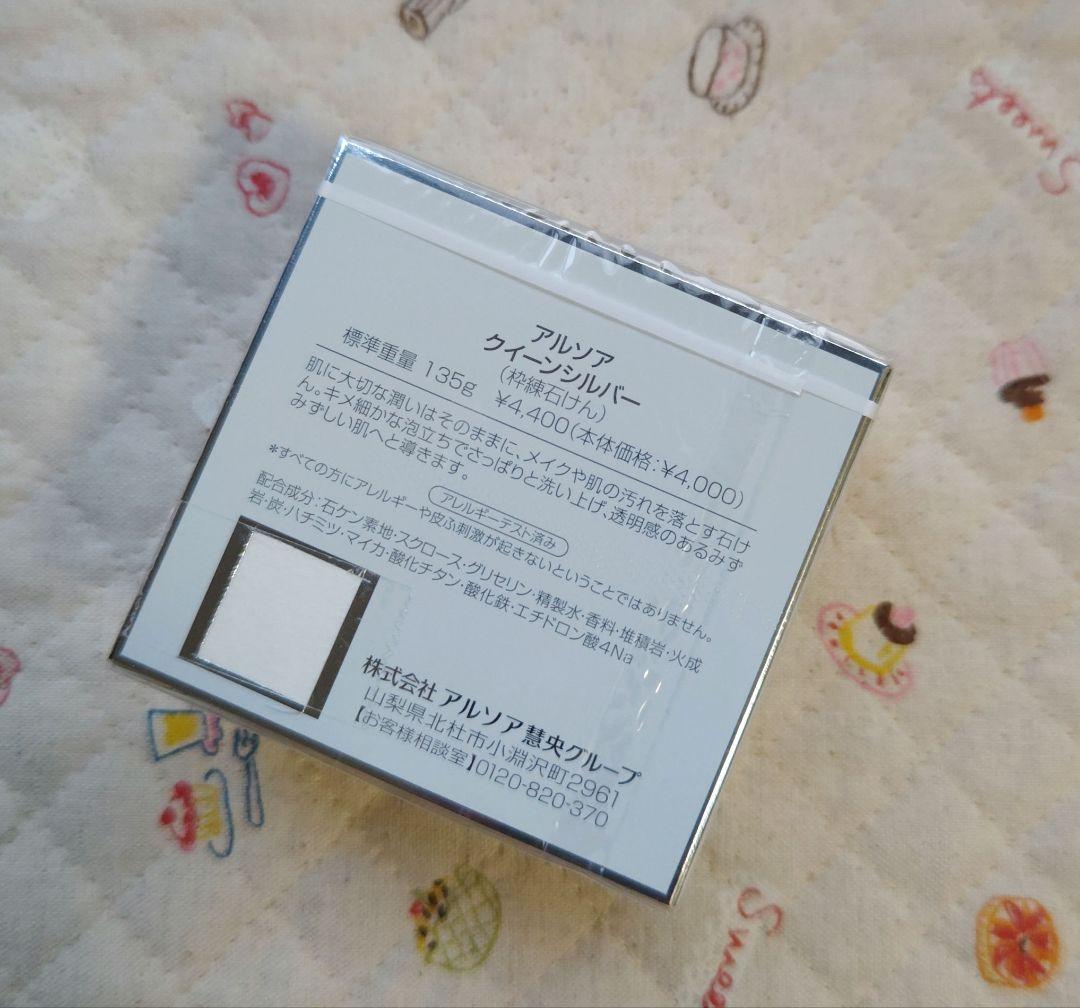 アルソア
クイーンシルバー
（枠練石けん）
標準重量 135g ¥4,400（本体価格：¥4,000）
肌に大切な潤いはそのままに、メイクや肌の汚れを落とす石け
ん。キメ細かな泡立ちでさっぱりと洗い上げ、透明感のあるみず
みずしい肌へと導きます。
アレルギーテスト済み
*すべての方にアレルギーや皮ふ刺激が起きないということではありません。
配合成分：石ケン素地・スクロース・グリセリン・精製水・香料・堆積岩・火成
岩・炭・ハチミツ・マイカ・酸化チタン・酸化鉄・エチドロン酸4Na
株式会社 アルソア慧央グループ
山梨県北杜市小淵沢町2961
【お客様相談室】0120-820-370
Sweet